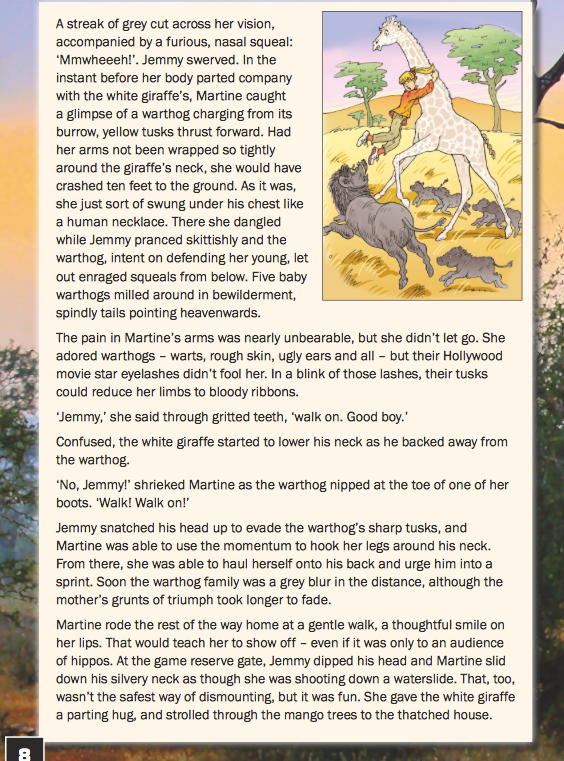 A streak of grey cut across her vision,
accompanied by a furious, nasal squeal:
‘Mmwheeeh!’. Jemmy swerved. In the
instant before her body parted company
with the white giraffe’s, Martine caught
a glimpse of a warthog charging from its
burrow, yellow tusks thrust forward. Had
her arms not been wrapped so tightly
around the giraffe’s neck, she would have
crashed ten feet to the ground. As it was,
she just sort of swung under his chest like
a human necklace. There she dangled
while Jemmy pranced skittishly and the
warthog, intent on defending her young, let
out enraged squeals from below. Five baby
warthogs milled around in bewilderment,
spindly tails pointing heavenwards.
The pain in Martine’s arms was nearly unbearable, but she didn’t let go. She
adored warthogs – warts, rough skin, ugly ears and all – but their Hollywood
movie star eyelashes didn’t fool her. In a blink of those lashes, their tusks
could reduce her limbs to bloody ribbons.
‘Jemmy,’ she said through gritted teeth, ‘walk on. Good boy.’
Confused, the white giraffe started to lower his neck as he backed away from
the warthog.
‘No, Jemmy!’ shrieked Martine as the warthog nipped at the toe of one of her
boots. ‘Walk! Walk on!’
Jemmy snatched his head up to evade the warthog’s sharp tusks, and
Martine was able to use the momentum to hook her legs around his neck.
From there, she was able to haul herself onto his back and urge him into a
sprint. Soon the warthog family was a grey blur in the distance, although the
mother’s grunts of triumph took longer to fade.
Martine rode the rest of the way home at a gentle walk, a thoughtful smile on
her lips. That would teach her to show off – even if it was only to an audience
of hippos. At the game reserve gate, Jemmy dipped his head and Martine slid
down his silvery neck as though she was shooting down a waterslide. That, too,
wasn’t the safest way of dismounting, but it was fun. She gave the white giraffe
a parting hug, and strolled through the mango trees to the thatched house.
8